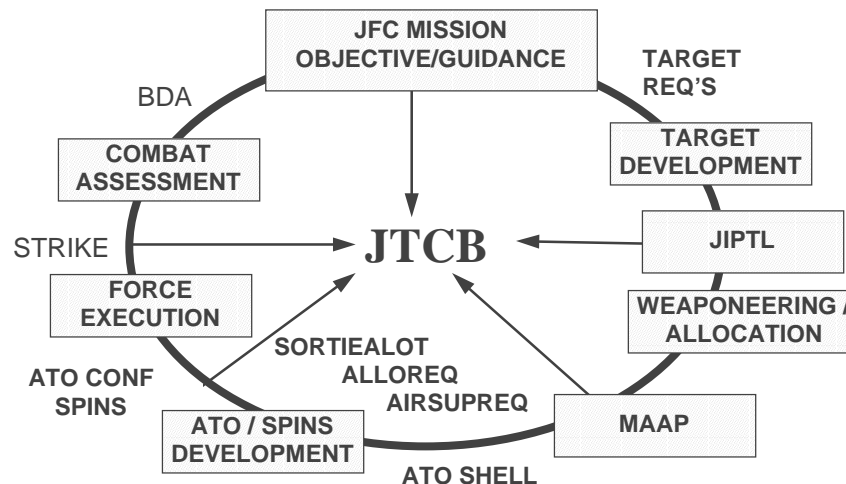 JFC MISSION
OBJECTIVE/GUIDANCE
TARGET
REQ'S
BDA
TARGET
DEVELOPMENT
COMBAT
ASSESSMENT
JTCB
JIPTL
STRIKE
FORCE
EXECUTION
WEAPONEERING A
ALLOCATION
SORTIEALOT
ALLOREQ
AIRSUPREQ
ATO CONF
SPINS
ATO / SPINS
DEVELOPMENT
MAAP
ATO SHELL